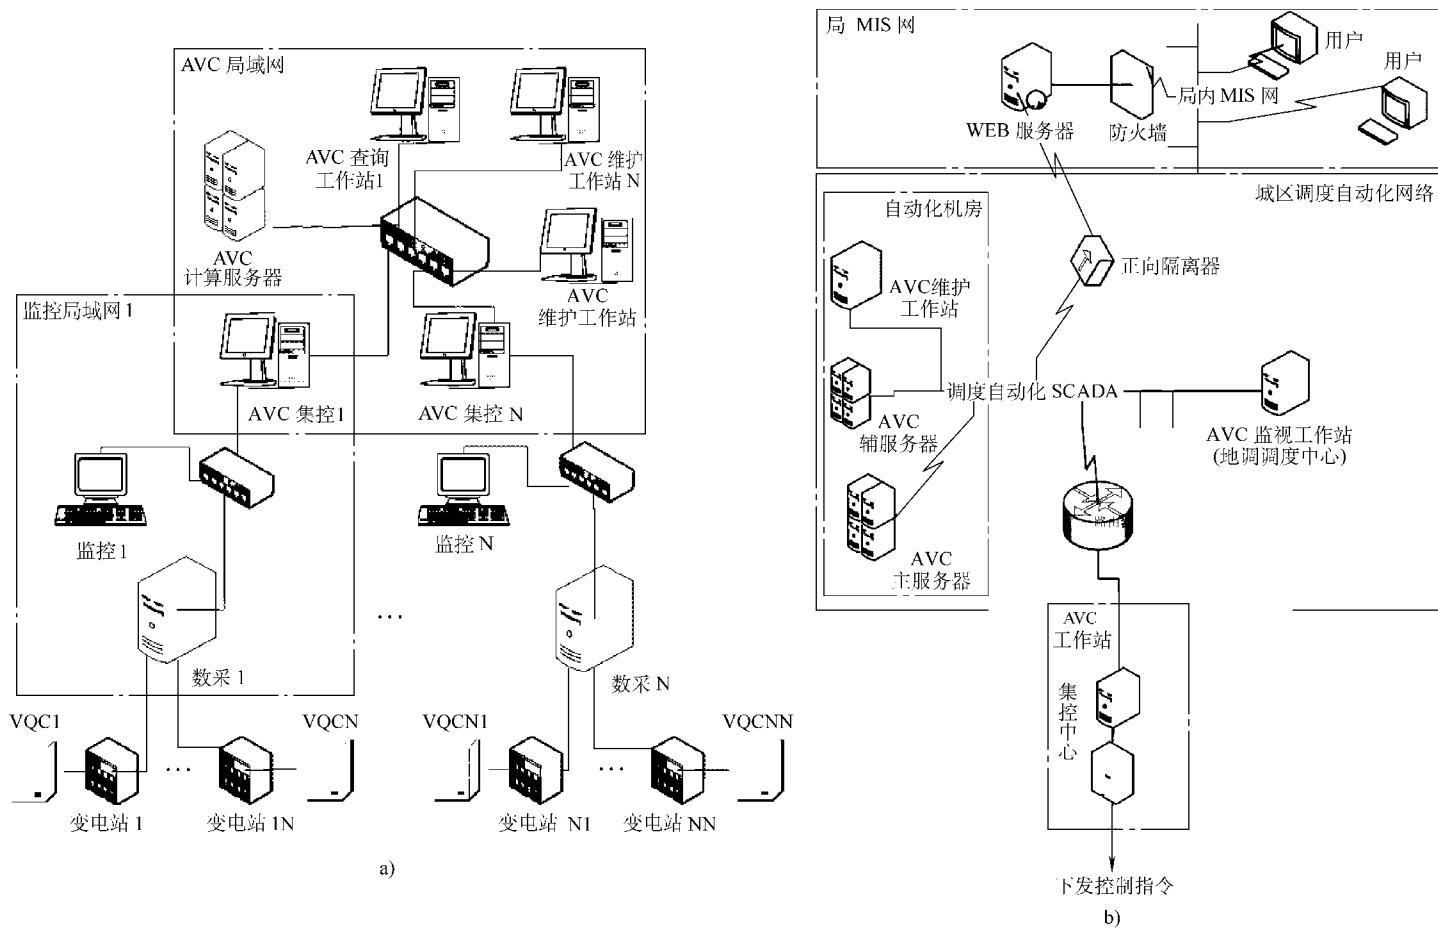 AVC 局域网
AVC 查询
工作站1
AVC 维护
工作站 N
AVC
计算服务器
AVC
维护工作站
监控局域网1
AVC 集控1
AVC 集控 N
监控1
监控 N
数采 1
数采 N
...
VQC1
VQCN
VQCN1
VQCNN
...
...
变电站 1
变电站 1N
变电站 N1
变电站 NN
a)
局 MIS 网
用户
用户
局内 MIS 网
WEB 服务器
防火墙
城区调度自动化网络
自动化机房
正向隔离器
AVC维护
工作站
调度自动化 SCADA
AVC
辅服务器
AVC 监视工作站
(地调调度中心)
AVC
主服务器
AVC
工作站
集控中心
下发控制指令
b)